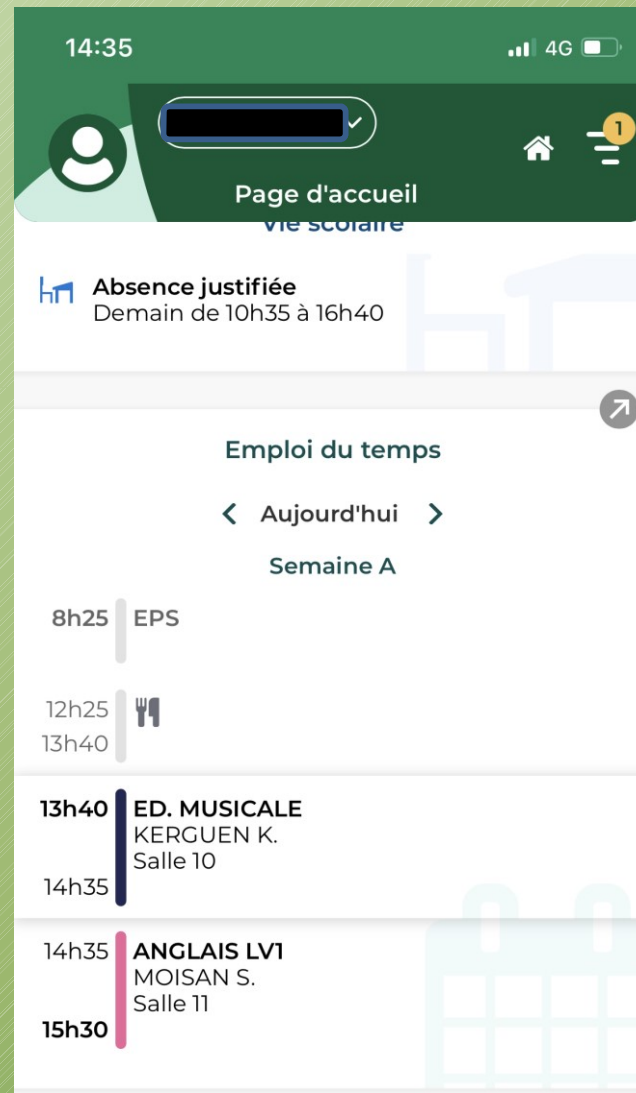 14:35
4G
1
Page d'accueil
Vie scolaire
Absence justifiée
Demain de 10h35 à 16h40
Emploi du temps
Aujourd'hui
Semaine A
8h25 EPS
12h25
13h40
13h40 ED. MUSICALE
KERGUEN K.
Salle 10
14h35
14h35 ANGLAIS LV1
MOISAN S.
Salle 11
15h30